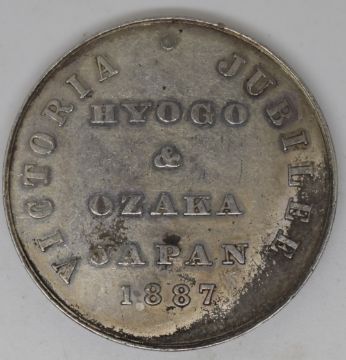 VICTORIA JUBILEE
HYOGO
&
OZAKA
JAPAN
1887